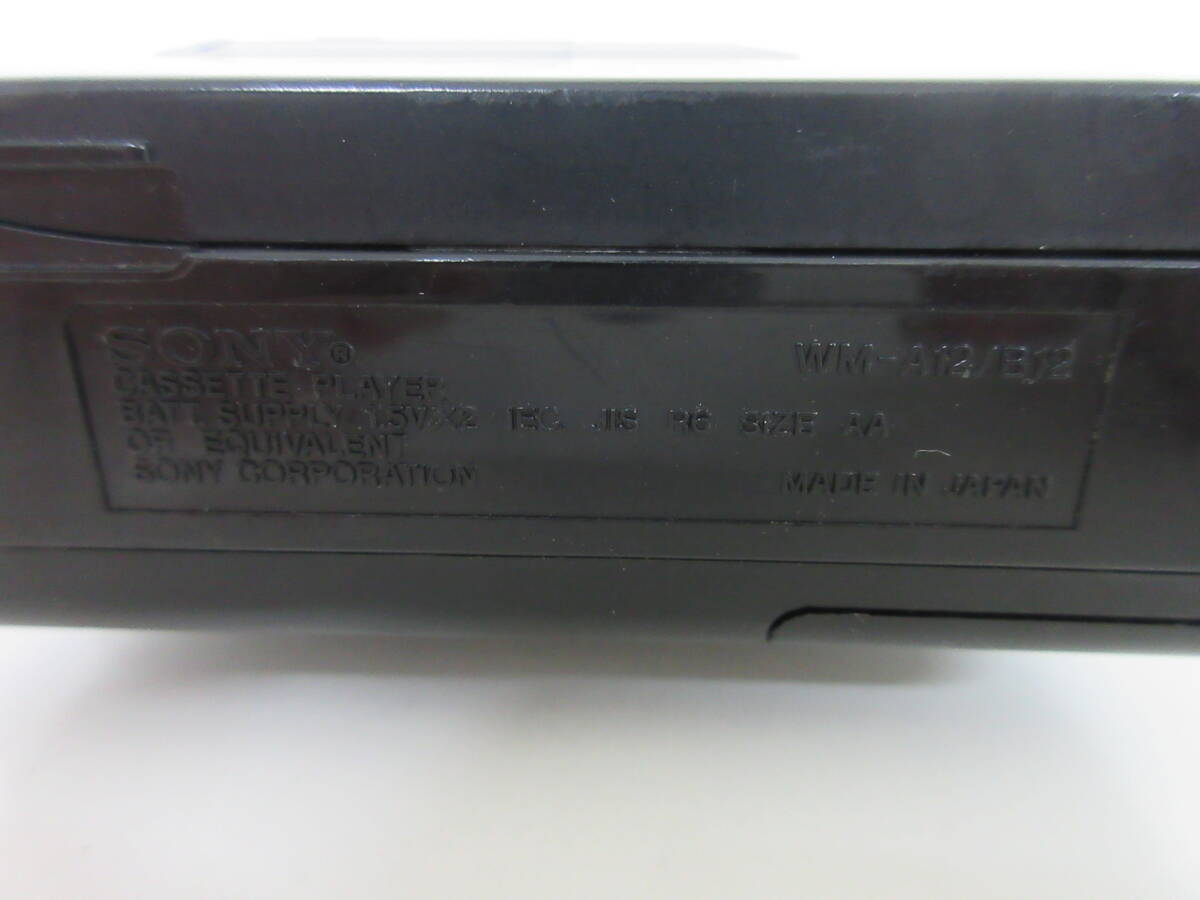 SONY® WM-A12/B12
CASSETTE PLAYER
BATT. SUPPLY 1.5V×2 IEC. JIS R6 SIZE AA
OR EQUIVALENT
SONY CORPORATION MADE IN JAPAN